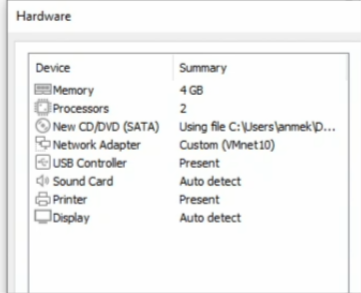 Hardware
Device Summary
Memory 4 GB
Processors 2
New CD/DVD (SATA) Using file C:\Users\anmek\D...
Network Adapter Custom (VMnet10)
USB Controller Present
Sound Card Auto detect
Printer Present
Display Auto detect